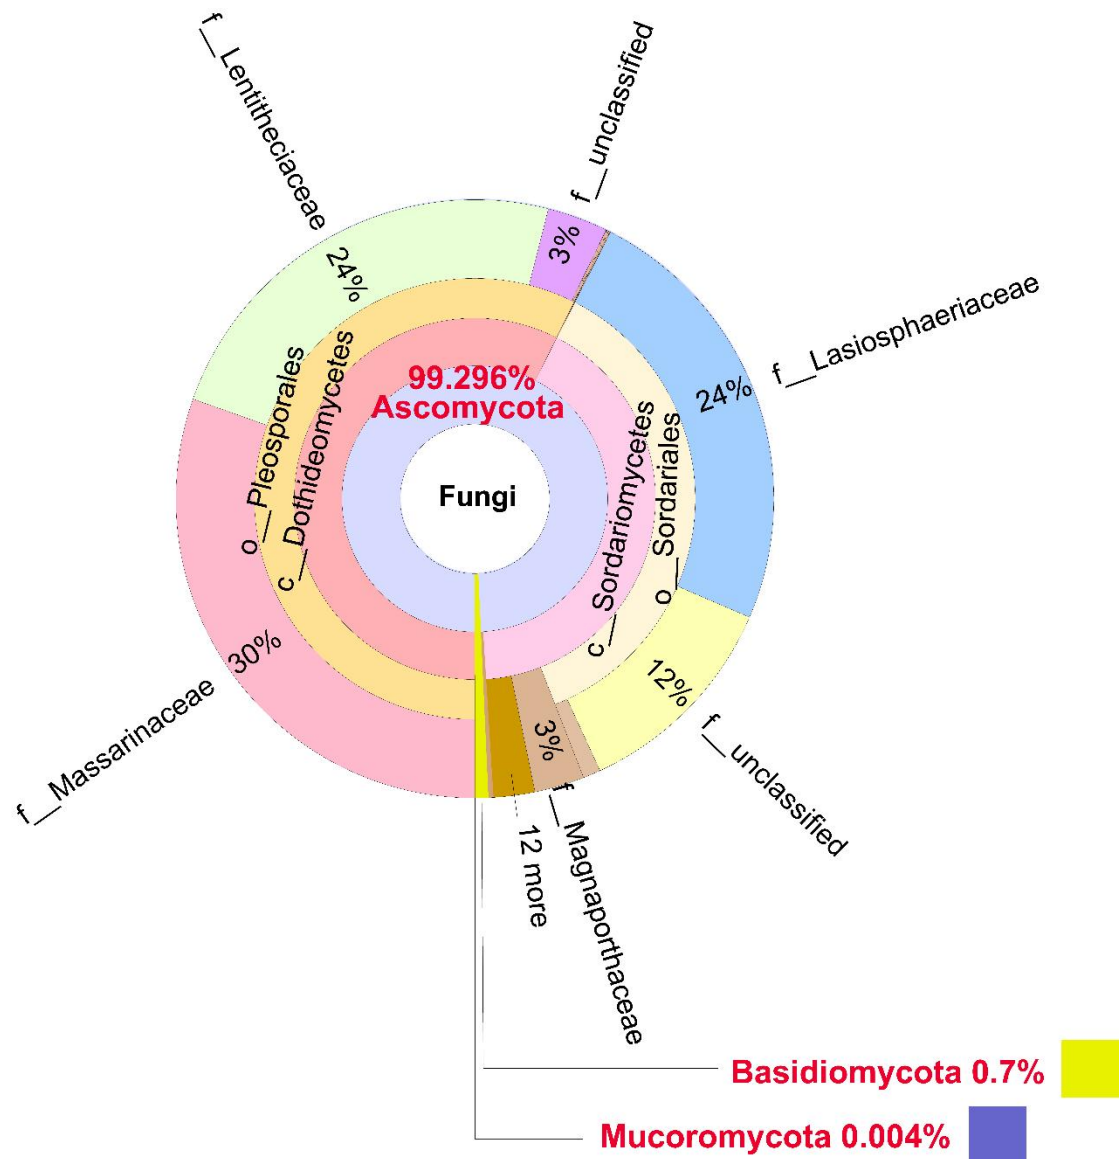 f__Lentitheciaceae
24%
f__unclassified
3%
f__Lasiosphaeriaceae
24%
99.296%
Ascomycota
Fungi
o__Pleosporales
c__Dothideomycetes
c__Sordariomycetes
o__Sordariales
30%
f__Massarinaceae
12%
f__unclassified
3%
f__Magnaporthaceae
12 more
Basidiomycota 0.7%
Mucoromycota 0.004%